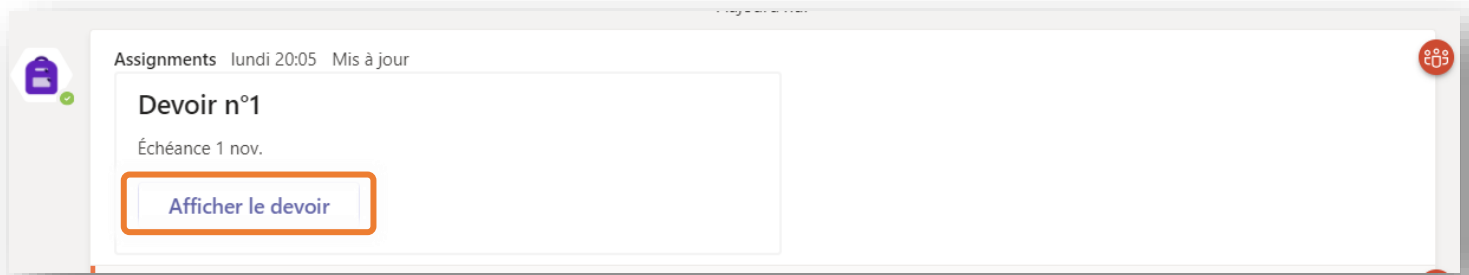 Assignments lundi 20:05 Mis à jour
Devoir n°1
Échéance 1 nov.
Afficher le devoir